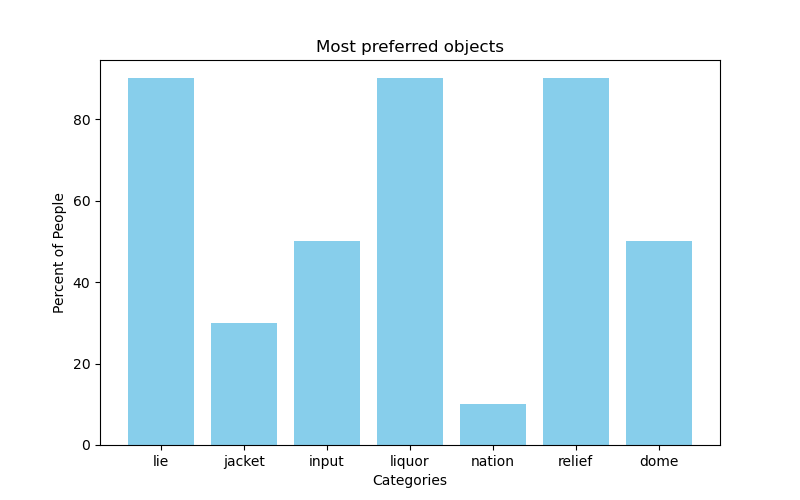 Most preferred objects
Percent of People
80
60
40
20
0
lie jacket input liquor nation relief dome
Categories